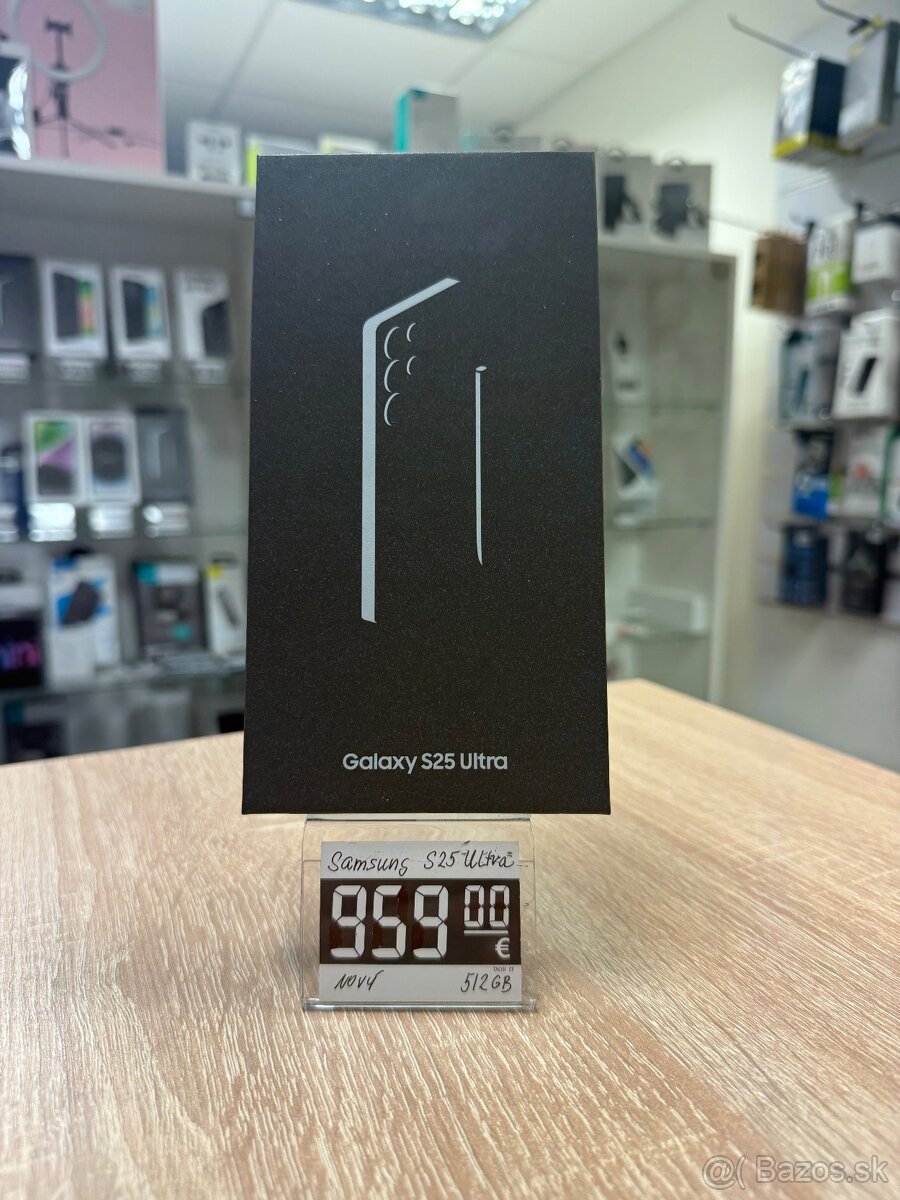 Galaxy S25 Ultra
Samsung S25 Ultra
959 00
€
NOVÝ 512GB
@( Bazos.sk